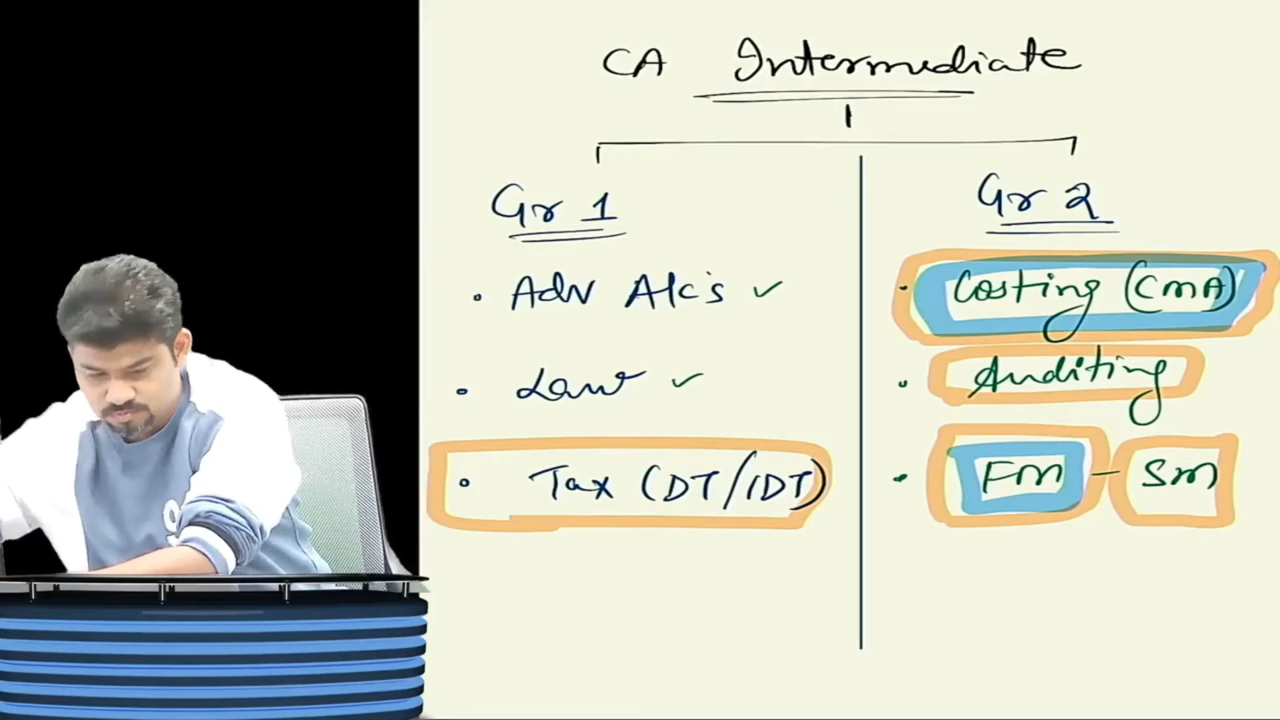 CA Intermediate
Gr 1
• Adv A/c's ✓
• Law ✓
• Tax (DT/IDT)
Gr 2
• Costing (CMA)
• Auditing
• FM - SM